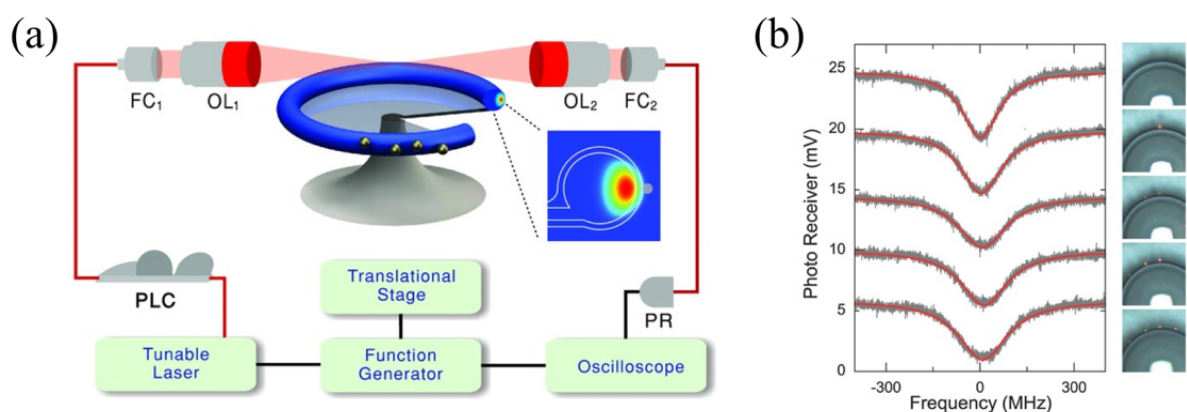 (a)
FC₁
OL₁
OL₂
FC₂
PLC
Translational
Stage
PR
Tunable
Laser
Function
Generator
Oscilloscope
(b)
Photo Receiver (mV)
25
20
15
10
5
0
-300
0
300
Frequency (MHz)